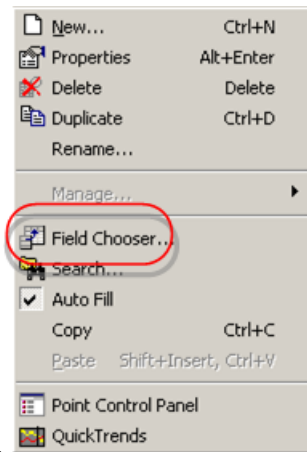 New... Ctrl+N
Properties Alt+Enter
Delete Delete
Duplicate Ctrl+D
Rename...
Manage...
Field Chooser...
Search...
Auto Fill
Copy Ctrl+C
Paste Shift+Insert, Ctrl+V
Point Control Panel
QuickTrends